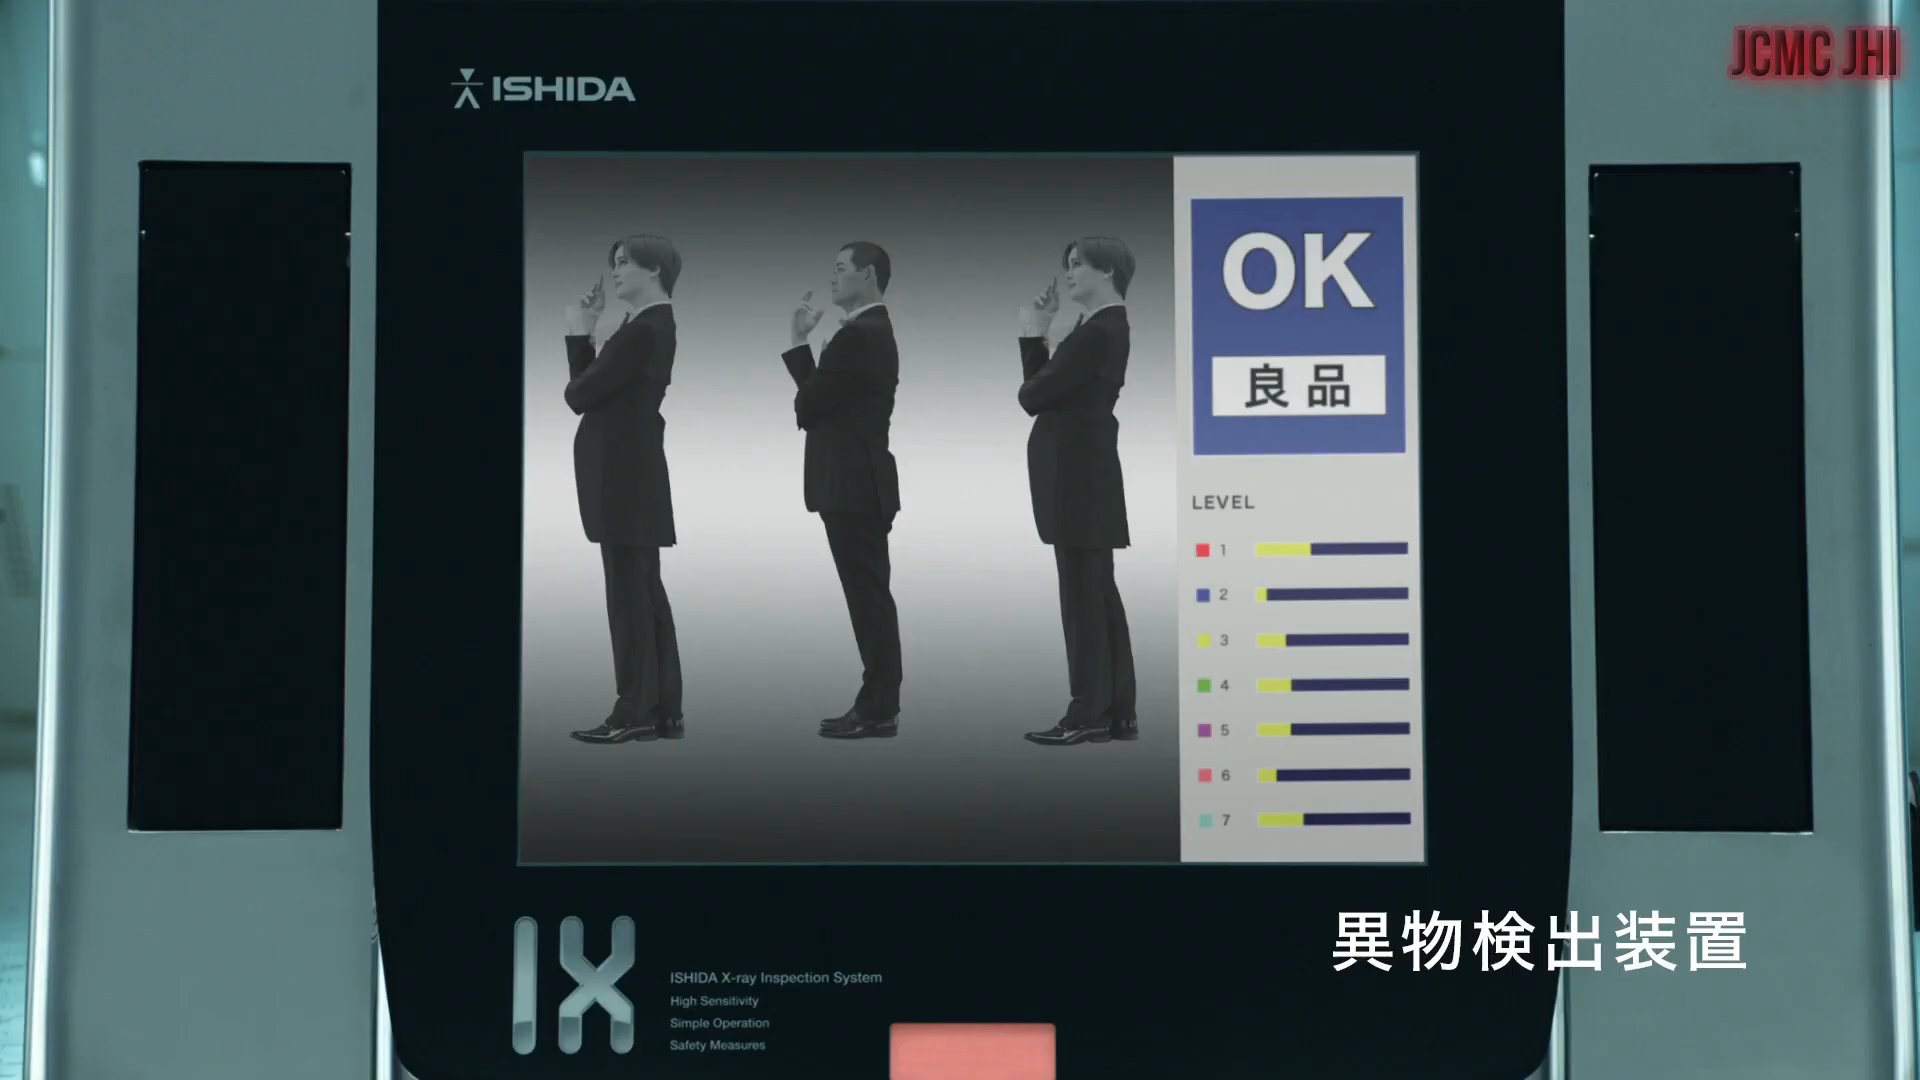 JCMC JHI
ISHIDA
OK
良品
LEVEL
1
2
3
4
5
6
7
IX
ISHIDA X-ray Inspection System
High Sensitivity
Simple Operation
Safety Measures
異物検出装置